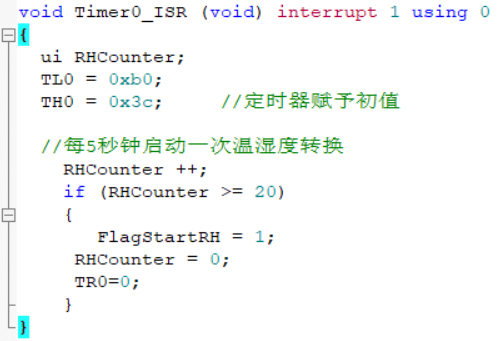 void Timer0_ISR (void) interrupt 1 using 0
{
ui RHCounter;
TL0 = 0xb0;
TH0 = 0x3c; //定时器赋予初值
//每5秒钟启动一次温湿度转换
RHCounter ++;
if (RHCounter >= 20)
{
FlagStartRH = 1;
RHCounter = 0;
TR0=0;
}
}